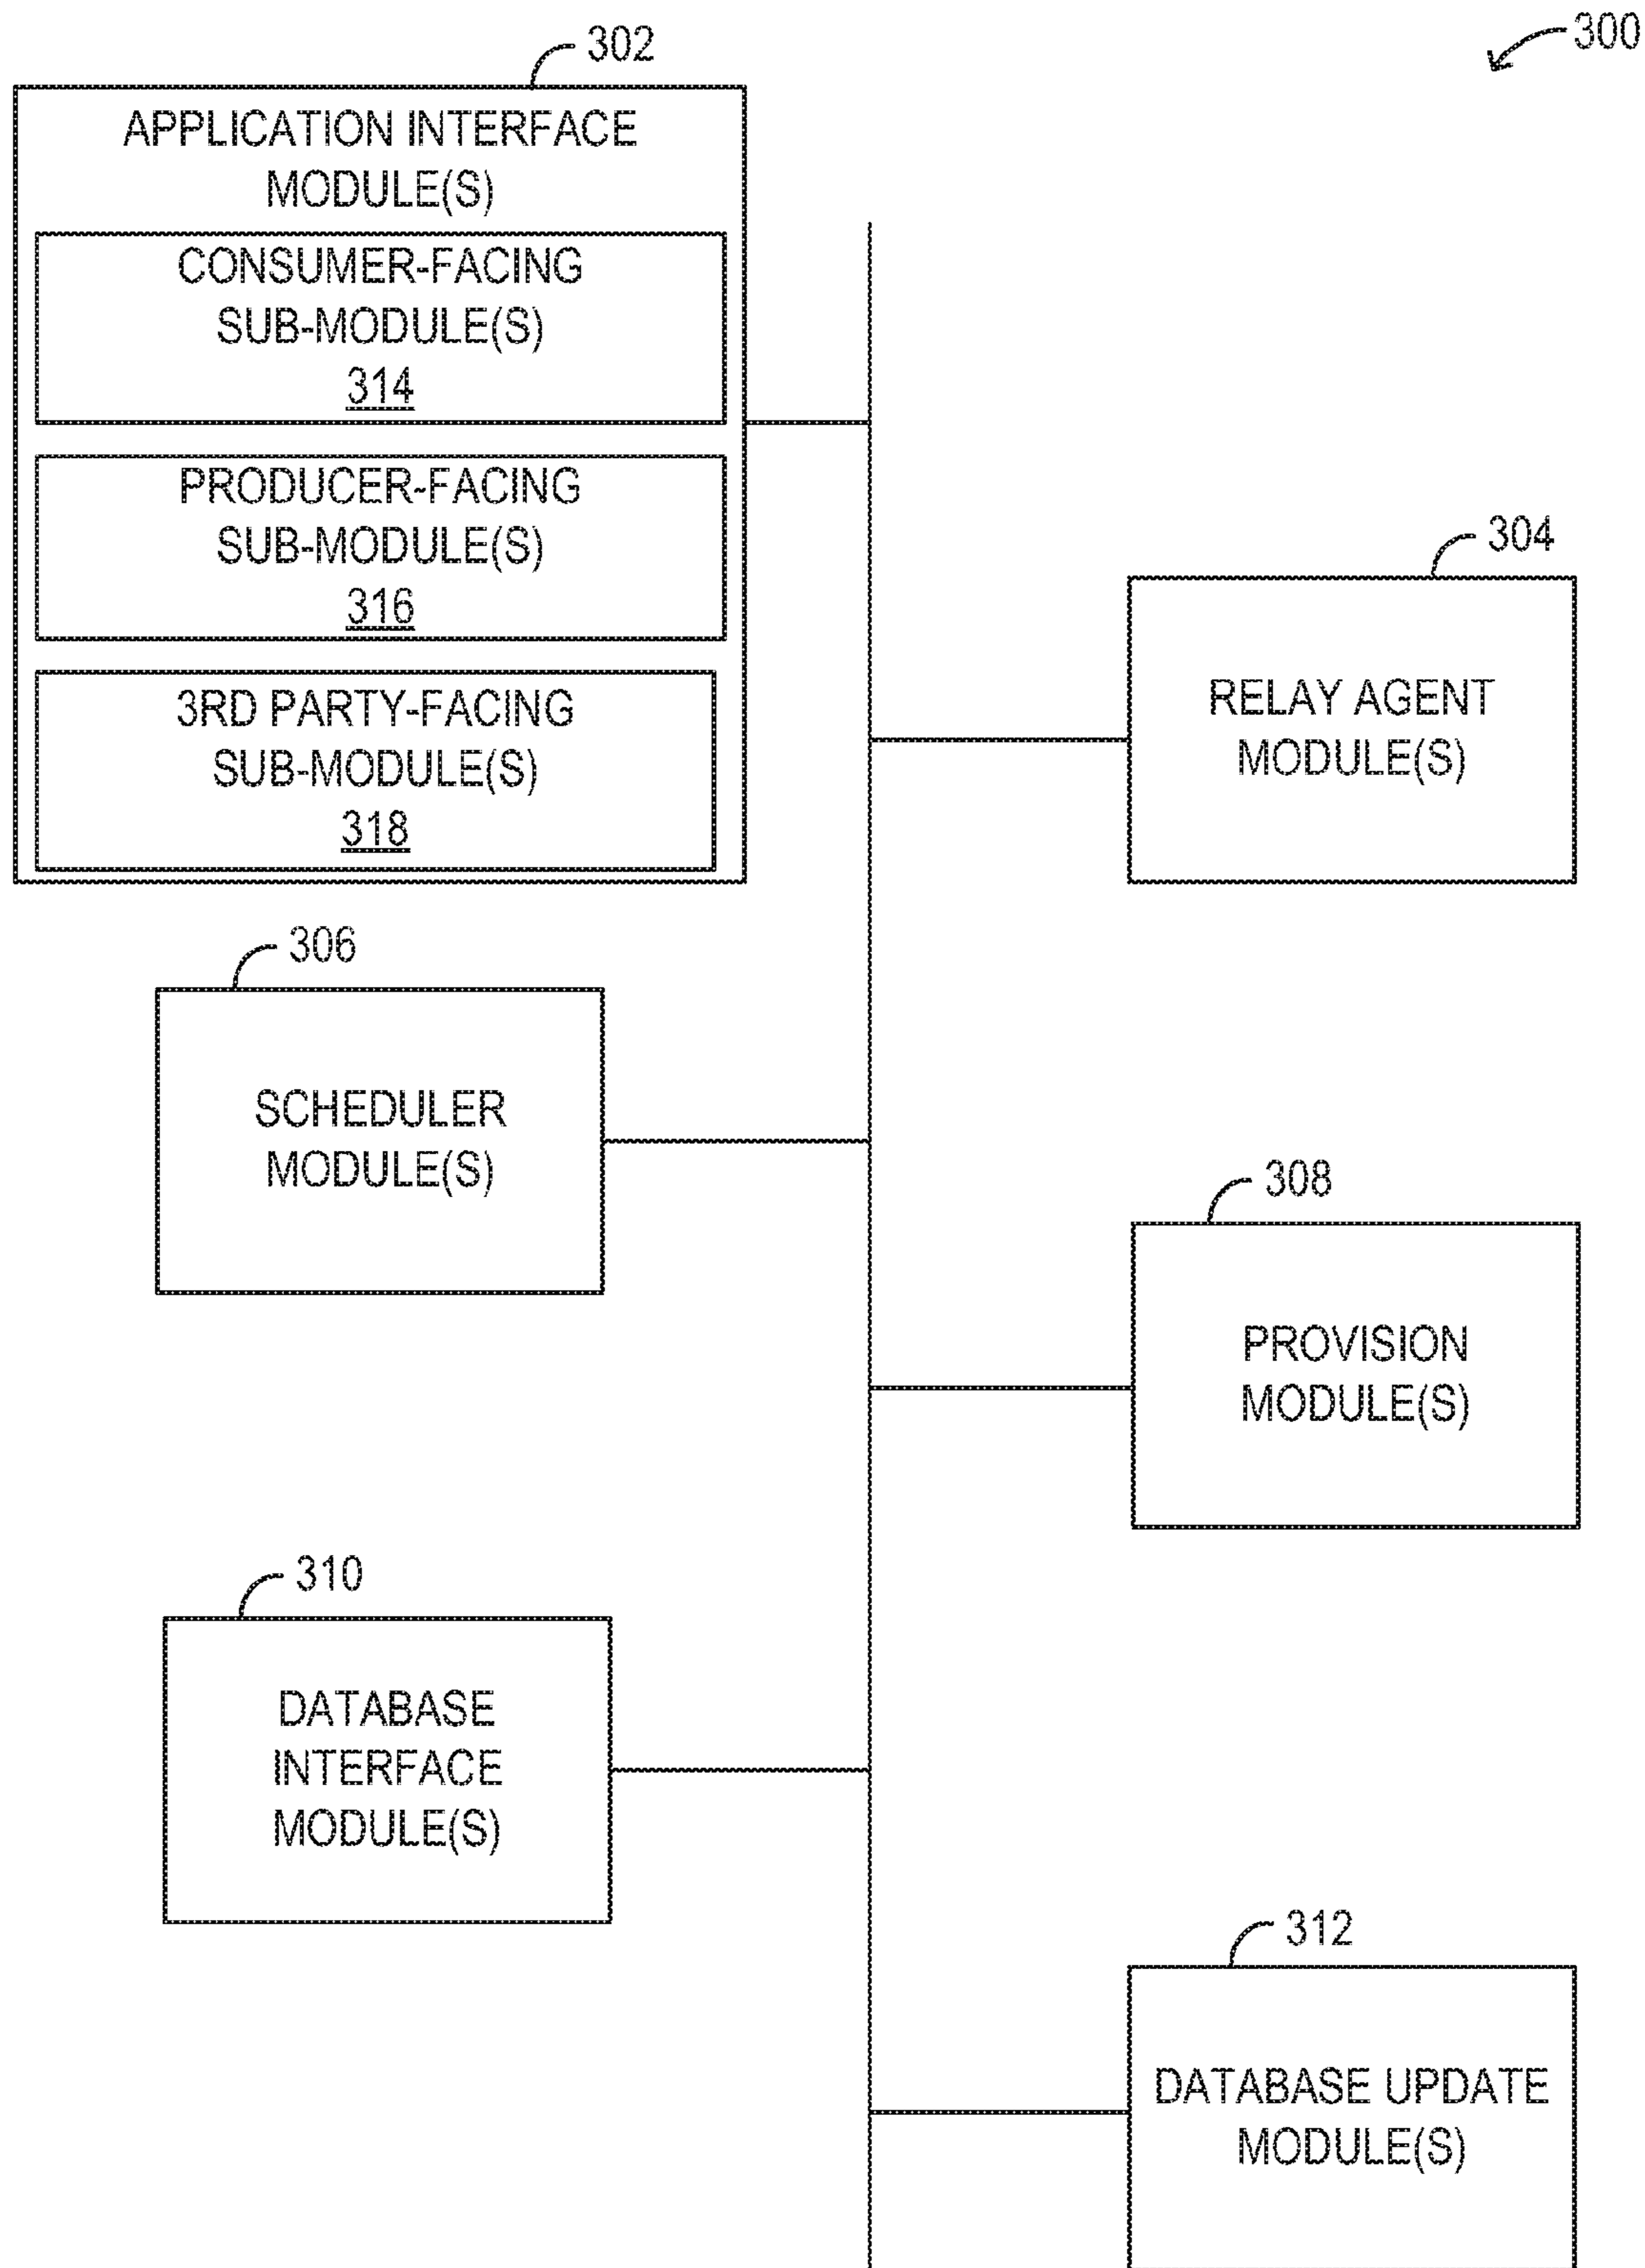 300
302
APPLICATION INTERFACE
MODULE(S)
CONSUMER-FACING
SUB-MODULE(S)
314
PRODUCER-FACING
SUB-MODULE(S)
316
3RD PARTY-FACING
SUB-MODULE(S)
318
304
RELAY AGENT
MODULE(S)
306
SCHEDULER
MODULE(S)
308
PROVISION
MODULE(S)
310
DATABASE
INTERFACE
MODULE(S)
312
DATABASE UPDATE
MODULE(S)